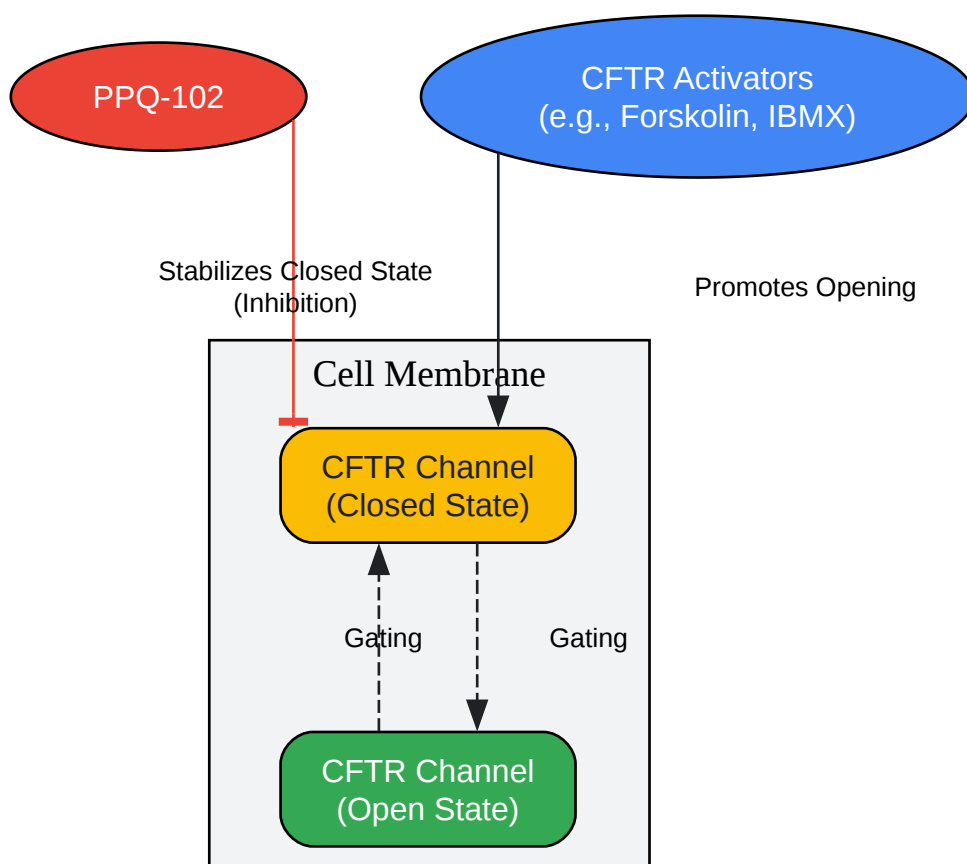 PPQ-102
CFTR Activators
(e.g., Forskolin, IBMX)
Stabilizes Closed State
(Inhibition)
Promotes Opening
Cell Membrane
CFTR Channel
(Closed State)
Gating
Gating
CFTR Channel
(Open State)